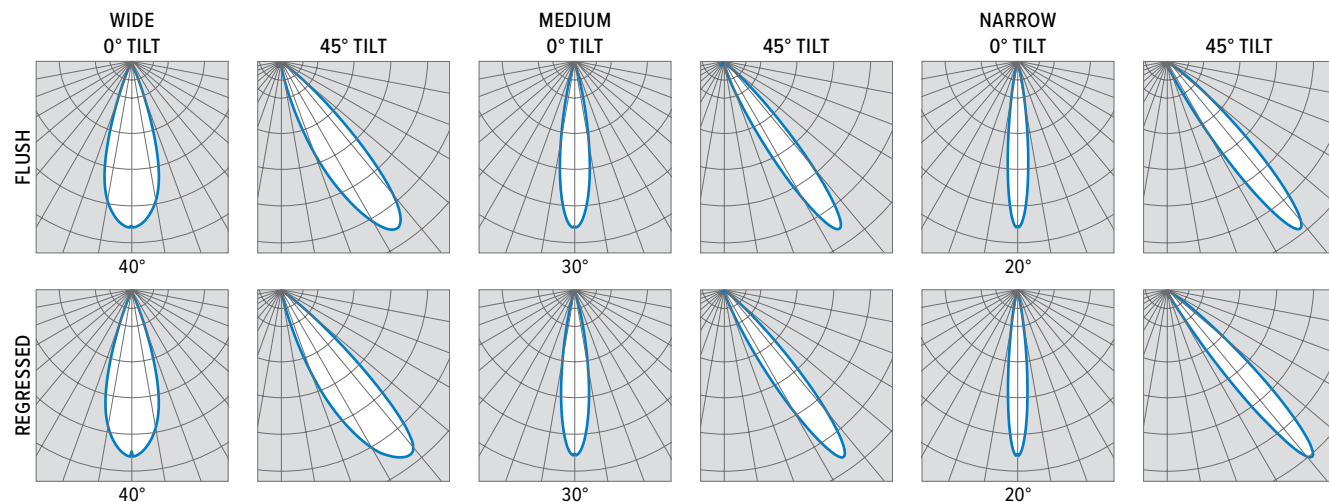 WIDE
MEDIUM
NARROW
0° TILT
45° TILT
0° TILT
45° TILT
0° TILT
45° TILT
FLUSH
40°
30°
20°
REGRESSED
40°
30°
20°